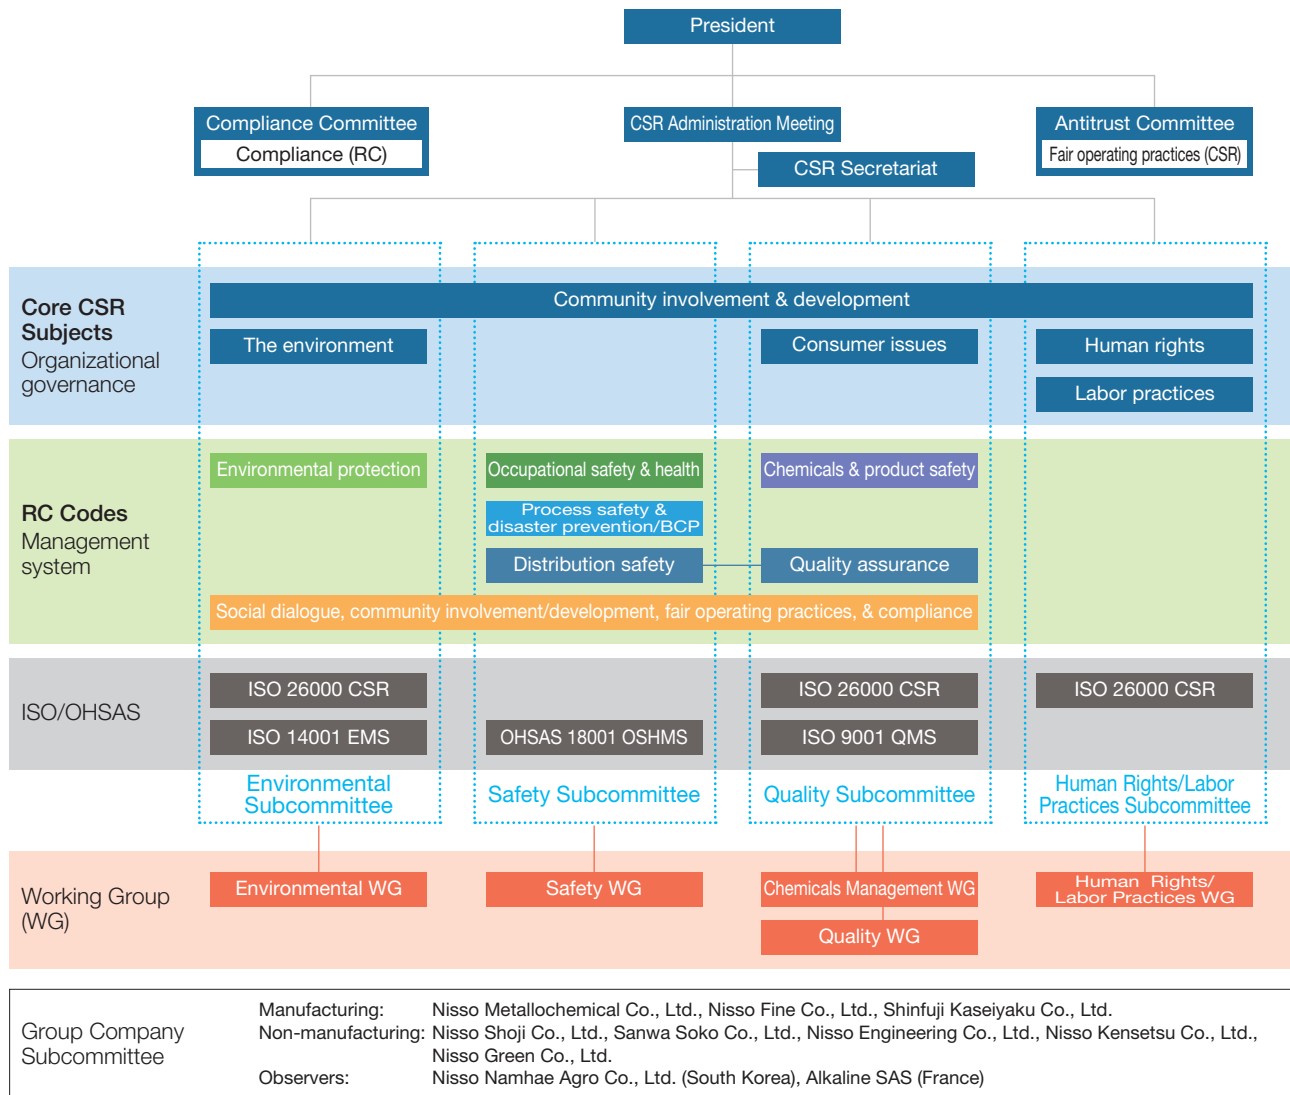 President
Compliance Committee
Compliance (RC)
CSR Administration Meeting
Antitrust Committee
Fair operating practices (CSR)
CSR Secretariat
Core CSR
Subjects
Organizational
governance
Community involvement & development
The environment
Consumer issues
Human rights
Labor practices
RC Codes
Management
system
Environmental protection
Occupational safety & health
Chemicals & product safety
Process safety &
disaster prevention/BCP
Distribution safety
Quality assurance
Social dialogue, community involvement/development, fair operating practices, & compliance
ISO/OHSAS
ISO 26000 CSR
ISO 26000 CSR
ISO 26000 CSR
ISO 14001 EMS
OHSAS 18001 OSHMS
ISO 9001 QMS
Environmental
Subcommittee
Safety Subcommittee
Quality Subcommittee
Human Rights/Labor
Practices Subcommittee
Working Group
(WG)
Environmental WG
Safety WG
Chemicals Management WG
Human Rights/
Labor Practices WG
Quality WG
Group Company
Subcommittee
Manufacturing: Nisso Metallochemical Co., Ltd., Nisso Fine Co., Ltd., Shinfuji Kaseiyaku Co., Ltd.
Non-manufacturing: Nisso Shoji Co., Ltd., Sanwa Soko Co., Ltd., Nisso Engineering Co., Ltd., Nisso Kensetsu Co., Ltd.,
Nisso Green Co., Ltd.
Observers: Nisso Namhae Agro Co., Ltd. (South Korea), Alkaline SAS (France)